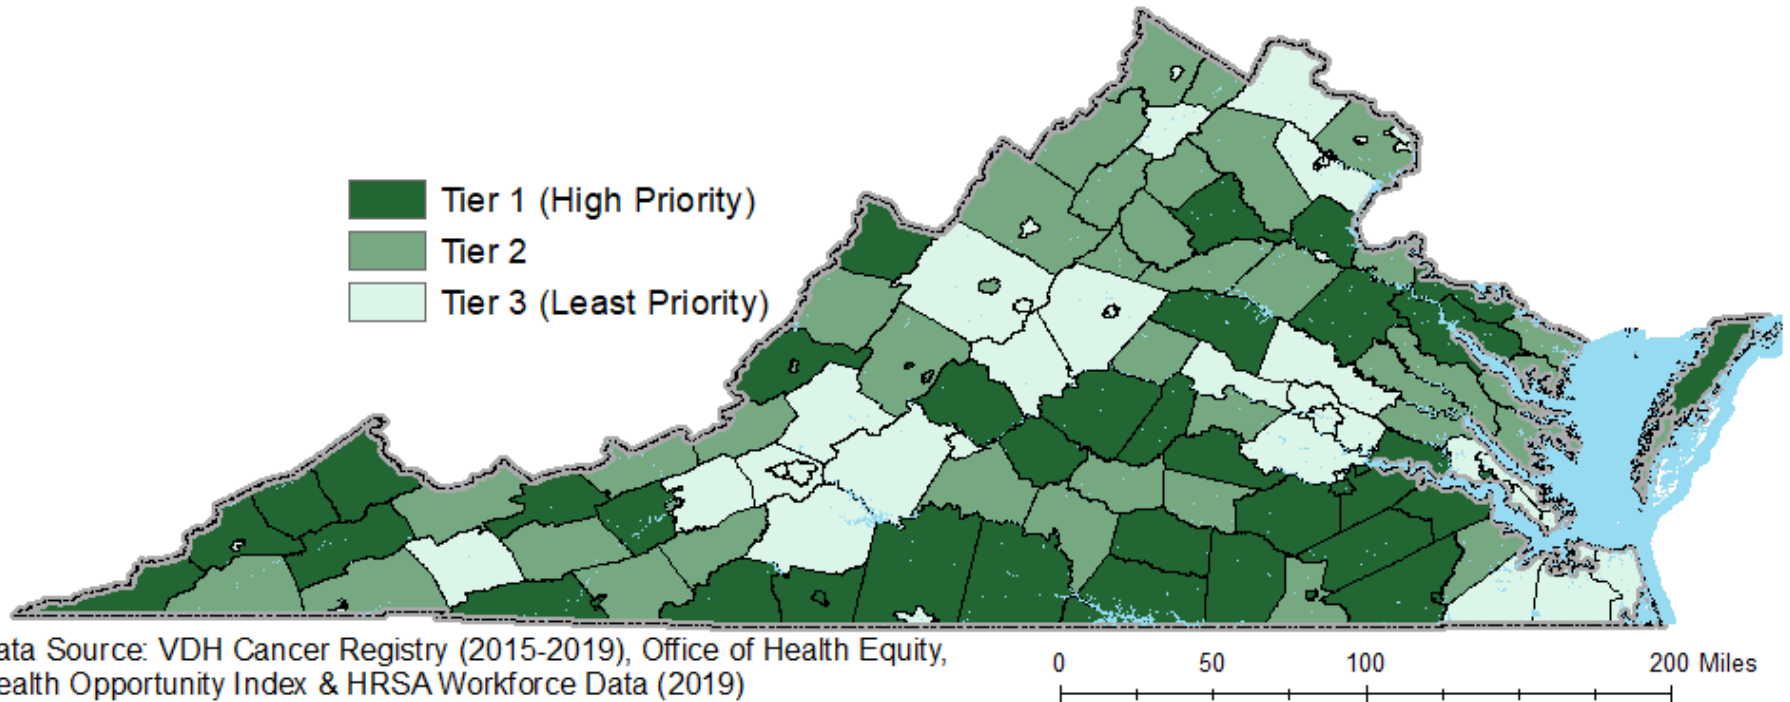 Tier 1 (High Priority)
Tier 2
Tier 3 (Least Priority)
ata Source: VDH Cancer Registry (2015-2019), Office of Health Equity,
ealth Opportunity Index & HRSA Workforce Data (2019)
0 50 100 200 Miles